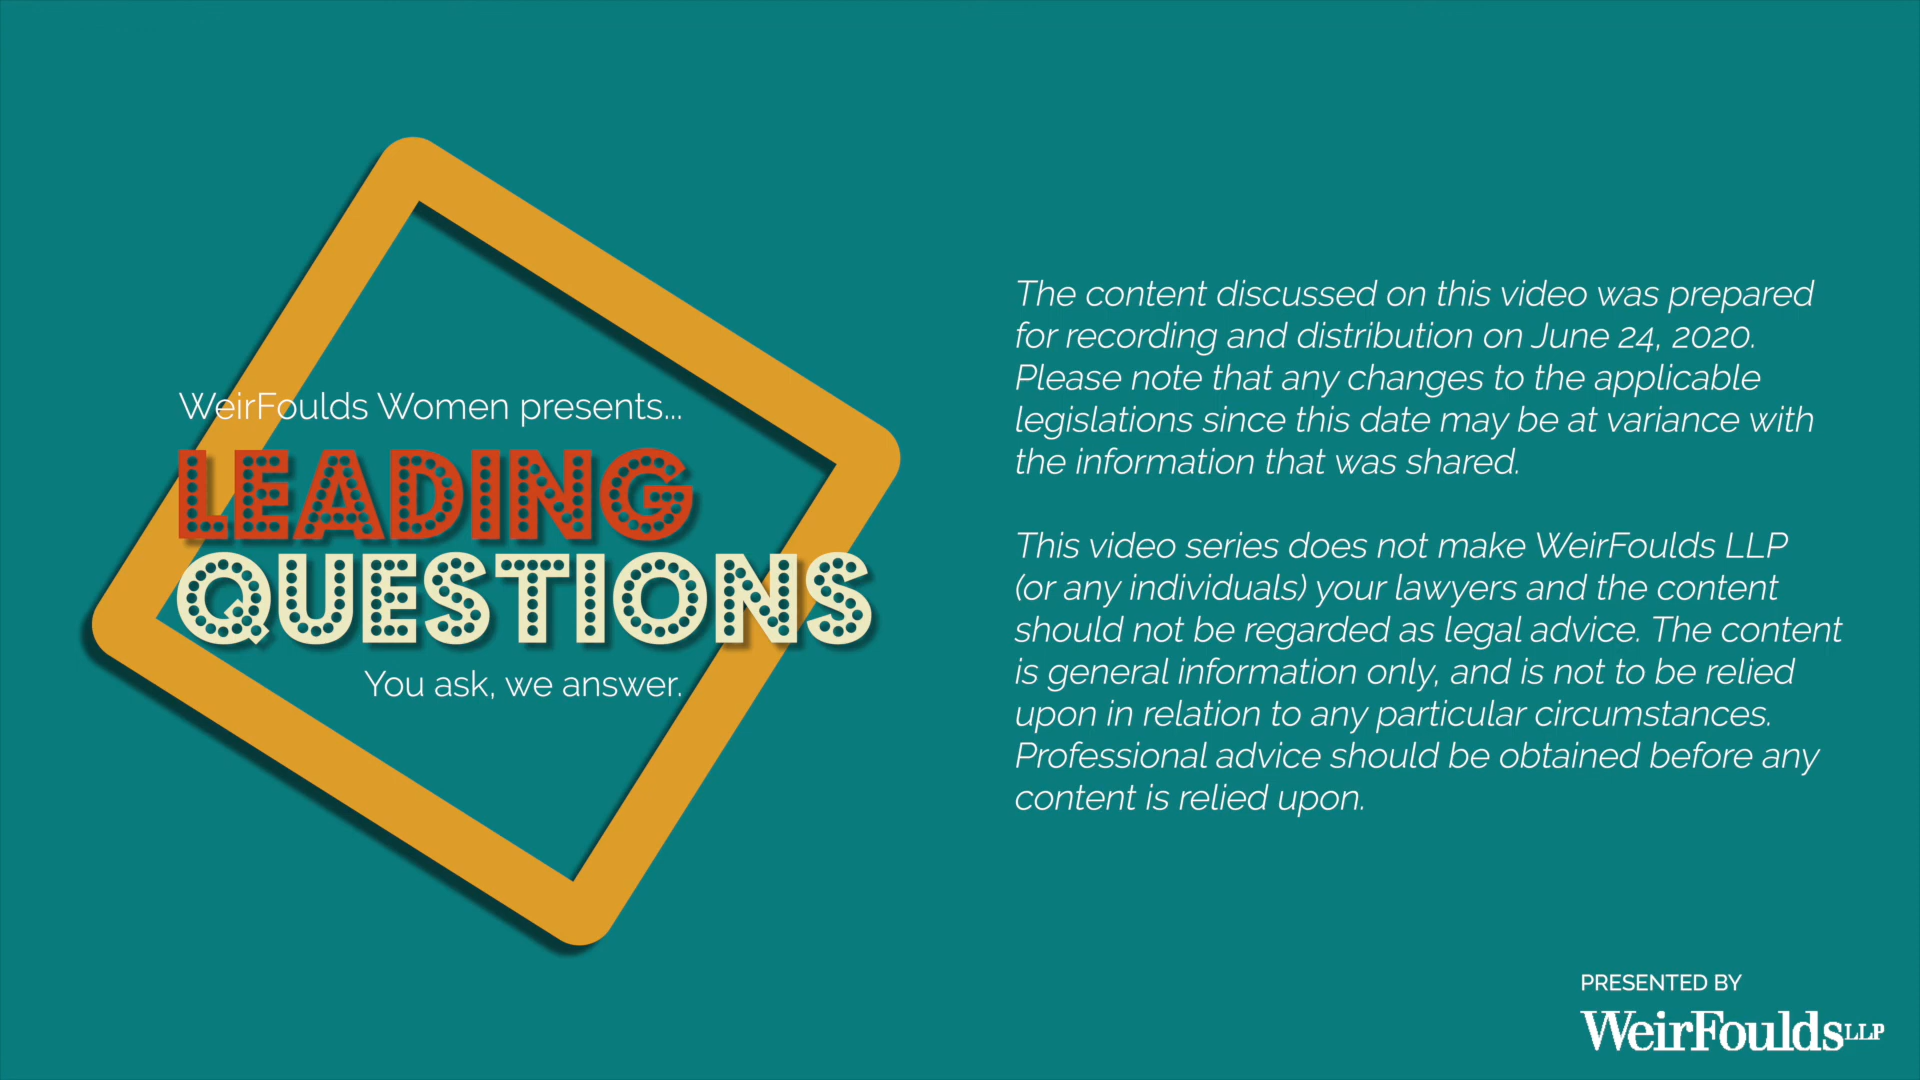 WeirFoulds Women presents...
LEADING
QUESTIONS
You ask, we answer.
The content discussed on this video was prepared
for recording and distribution on June 24, 2020.
Please note that any changes to the applicable
legislations since this date may be at variance with
the information that was shared.
This video series does not make WeirFoulds LLP
(or any individuals) your lawyers and the content
should not be regarded as legal advice. The content
is general information only, and is not to be relied
upon in relation to any particular circumstances.
Professional advice should be obtained before any
content is relied upon.
PRESENTED BY
WeirFoulds LLP